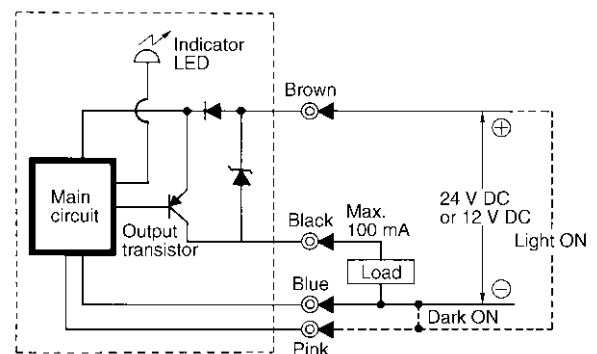 Indicator
LED
Brown
⊕
Main
circuit
Output
transistor
Black
Max.
100 mA
24 V DC
or 12 V DC
Light ON
Load
Blue
⊖
Dark ON
Pink